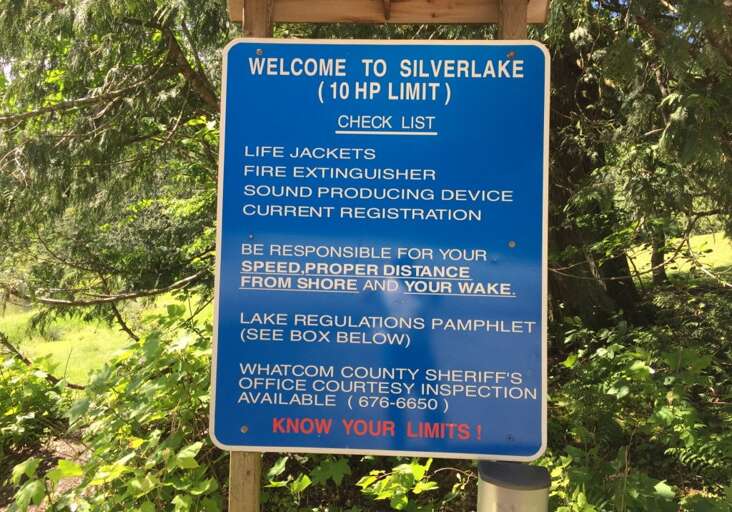 WELCOME TO SILVERLAKE
( 10 HP LIMIT )
CHECK LIST
LIFE JACKETS
FIRE EXTINGUISHER
SOUND PRODUCING DEVICE
CURRENT REGISTRATION
BE RESPONSIBLE FOR YOUR
SPEED,PROPER DISTANCE
FROM SHORE AND YOUR WAKE.
LAKE REGULATIONS PAMPHLET
(SEE BOX BELOW)
WHATCOM COUNTY SHERIFF'S
OFFICE COURTESY INSPECTION
AVAILABLE ( 676-6650 )
KNOW YOUR LIMITS !